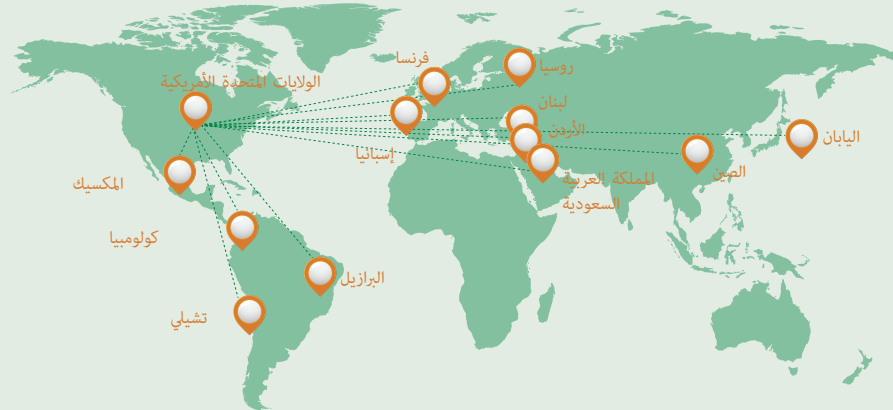 فرنسا
روسيا
الولايات المتحدة الأمريكية
لبنان
الأردن
اليابان
إسبانيا
الصين
المملكة العربية
السعودية
المكسيك
كولومبيا
البرازيل
تشيلي